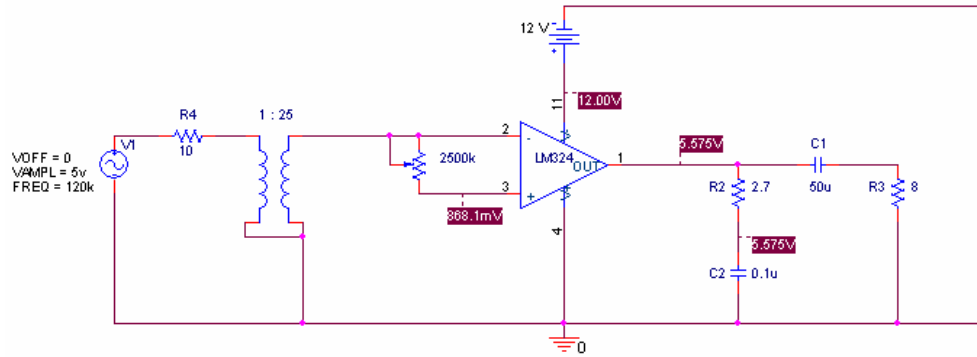 12 V
-
+
11
12.00V
R4
10
1 : 25
V1
VOFF = 0
VAMPL = 5v
FREQ = 120k
2
-
LM324
OUT
1
2500k
3
+
868.1mV
4
5.575V
C1
50u
R2
2.7
R3
8
5.575V
C2
0.1u
0